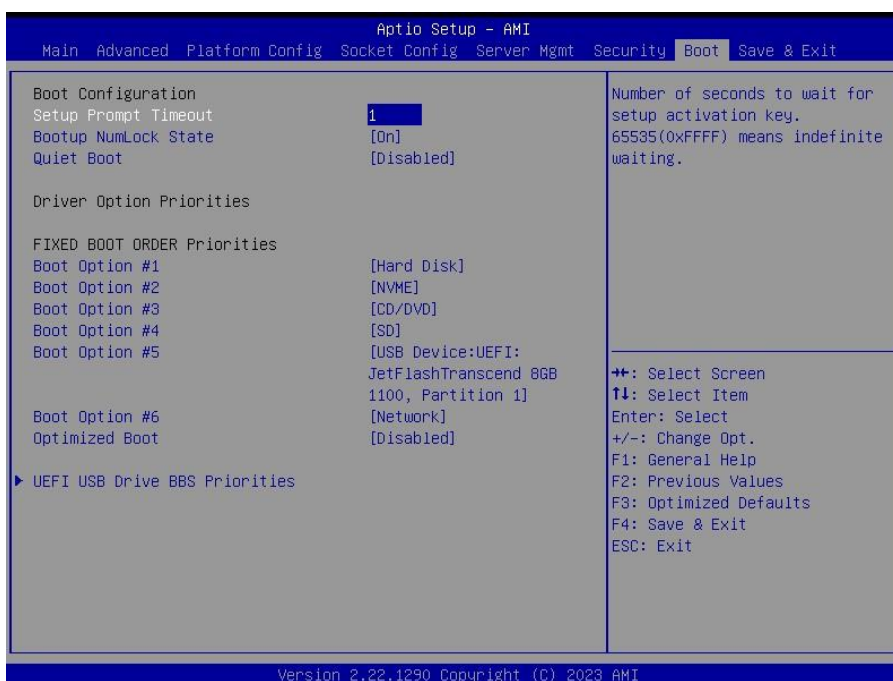 Aptio Setup - AMI
Main Advanced Platform Config Socket Config Server Mgmt Security Boot Save & Exit
Boot Configuration
Setup Prompt Timeout 1
Bootup NumLock State [On]
Quiet Boot [Disabled]
Driver Option Priorities
FIXED BOOT ORDER Priorities
Boot Option #1 [Hard Disk]
Boot Option #2 [NVME]
Boot Option #3 [CD/DVD]
Boot Option #4 [SD]
Boot Option #5 [USB Device:UEFI:
JetFlashTranscend 8GB
1100, Partition 1]
Boot Option #6 [Network]
Optimized Boot [Disabled]
UEFI USB Drive BBS Priorities
Number of seconds to wait for
setup activation key.
65535(0xFFFF) means indefinite
waiting.
→←: Select Screen
↑↓: Select Item
Enter: Select
+/-: Change Opt.
F1: General Help
F2: Previous Values
F3: Optimized Defaults
F4: Save & Exit
ESC: Exit
Version 2.22.1290 Copyright (C) 2023 AMI